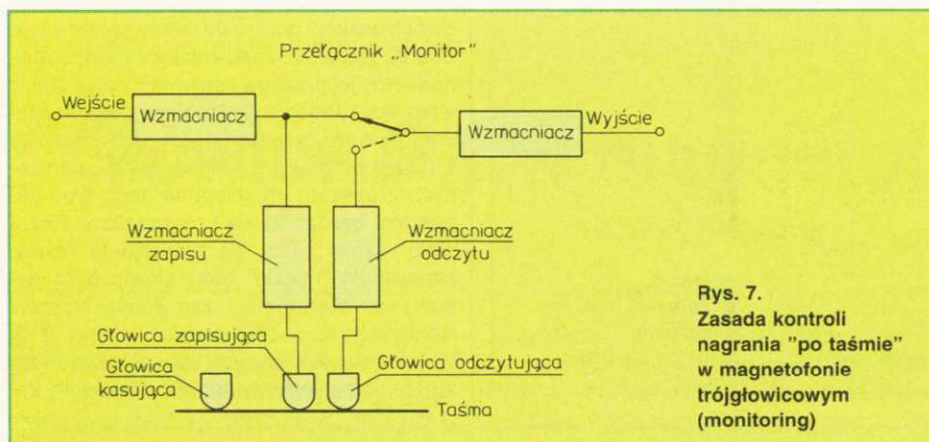 Przełącznik „Monitor"
Wejście
Wzmacniacz
Wzmacniacz
Wyjście
Wzmacniacz
zapisu
Wzmacniacz
odczytu
Głowica zapisująca
Głowica
kasująca
Głowica odczytująca
Taśma
Rys. 7.
Zasada kontroli
nagrania "po taśmie"
w magnetofonie
trójgłowicowym
(monitoring)